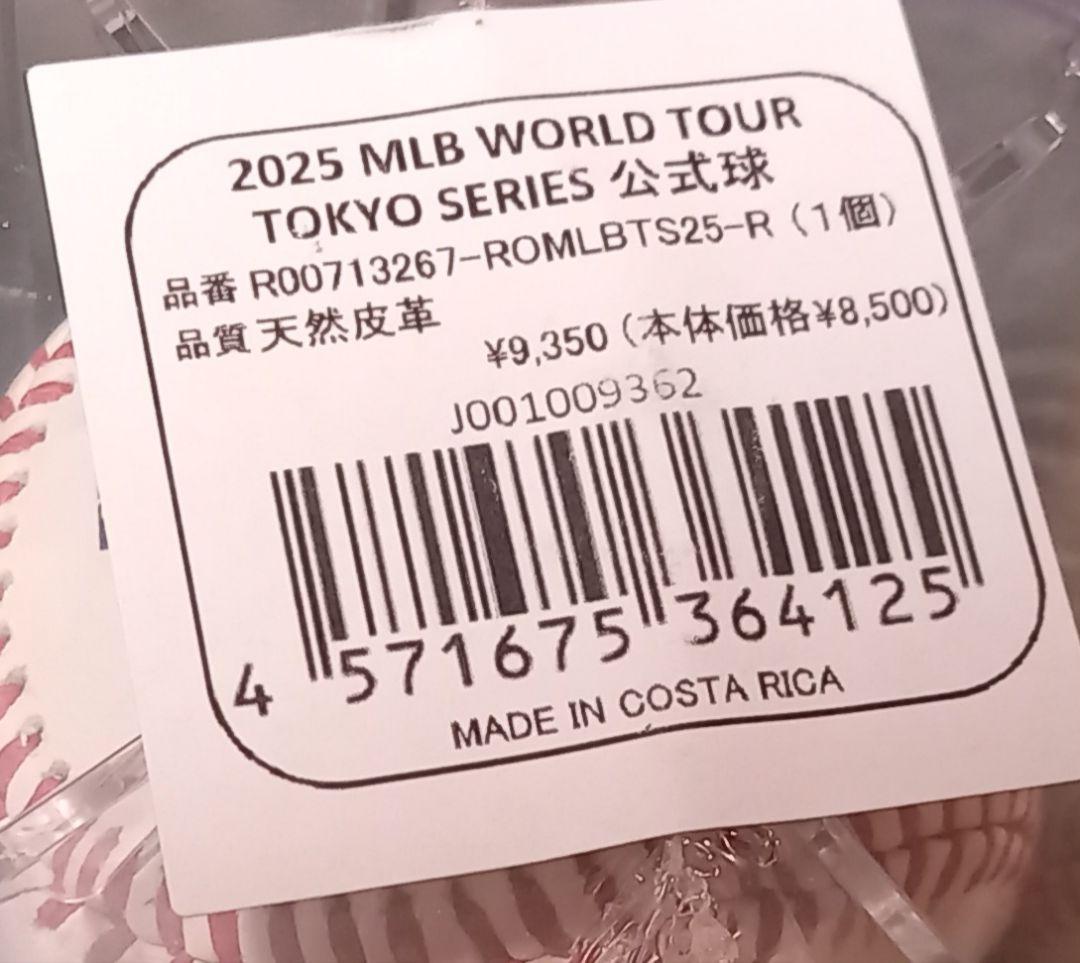 2025 MLB WORLD TOUR
TOKYO SERIES 公式球
品番 R00713267-ROMLBTS25-R（1個）
品質 天然皮革
¥9,350（本体価格¥8,500）
J001009362
4 571675 364125
MADE IN COSTA RICA